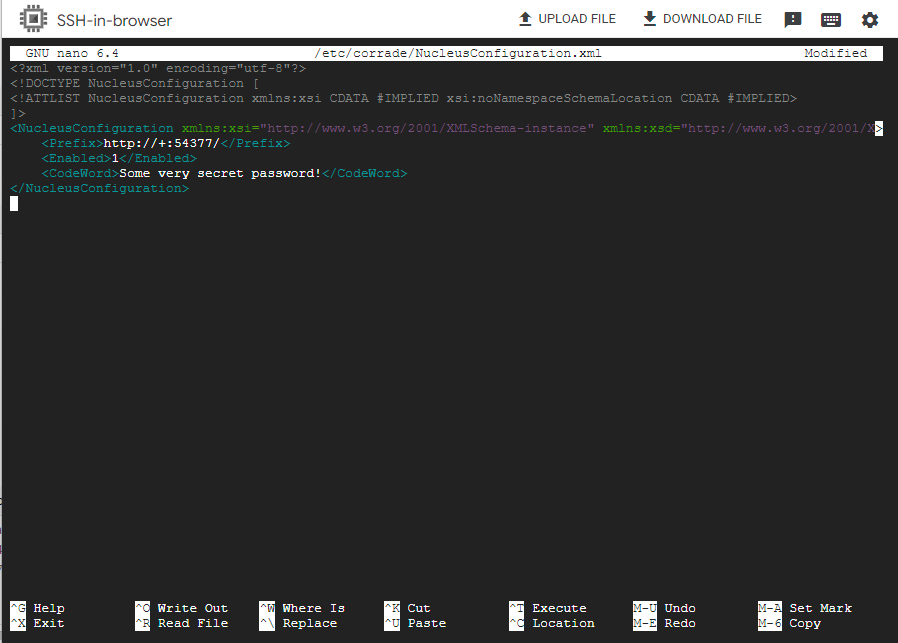 SSH-in-browser UPLOAD FILE DOWNLOAD FILE
GNU nano 6.4 /etc/corrade/NucleusConfiguration.xml Modified
<?xml version="1.0" encoding="utf-8"?>
<!DOCTYPE NucleusConfiguration [
<!ATTLIST NucleusConfiguration xmlns:xsi CDATA #IMPLIED xsi:noNamespaceSchemaLocation CDATA #IMPLIED>
]>
<NucleusConfiguration xmlns:xsi="http://www.w3.org/2001/XMLSchema-instance" xmlns:xsd="http://www.w3.org/2001/X>
<Prefix>http://+:54377/</Prefix>
<Enabled>1</Enabled>
<CodeWord>Some very secret password!</CodeWord>
</NucleusConfiguration>
^G Help ^O Write Out ^W Where Is ^K Cut ^T Execute M-U Undo M-A Set Mark
^X Exit ^R Read File ^\ Replace ^U Paste ^C Location M-E Redo M-6 Copy